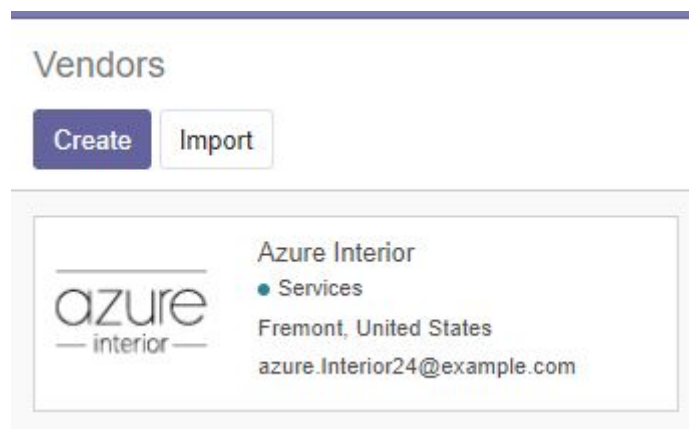 Vendors
Create Import
azure
interior
Azure Interior
Services
Fremont, United States
azure.Interior24@example.com